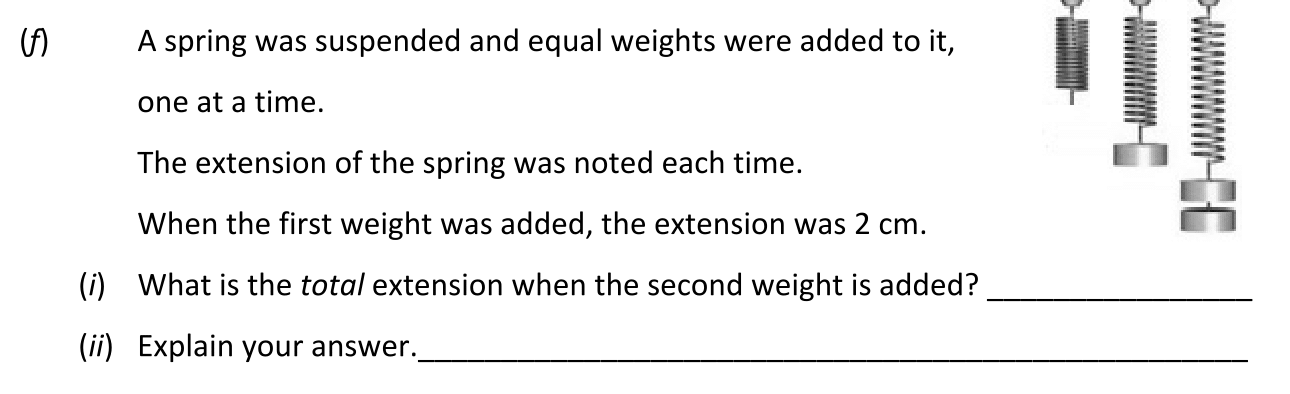 (f) A spring was suspended and equal weights were added to it,
one at a time.
The extension of the spring was noted each time.
When the first weight was added, the extension was 2 cm.
(i) What is the total extension when the second weight is added? ________________
(ii) Explain your answer.__________________________________________________